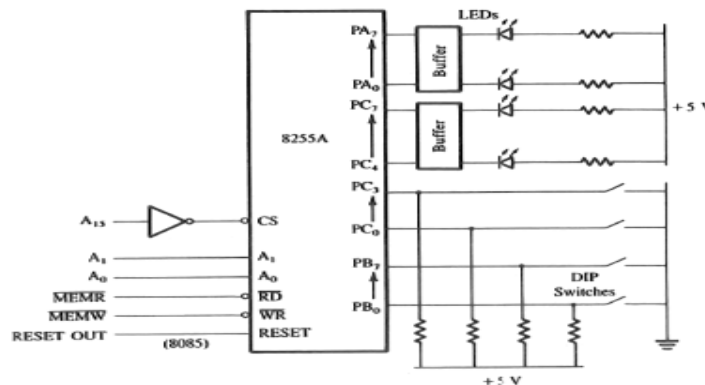 LEDs
PA7
Buffer
PA0
PC7
+5 V
8255A
Buffer
PC4
PC3
A15
CS
PC0
A1
A1
PB7
A0
A0
DIP
Switches
MEMR
RD
PB0
MEMW
WR
RESET OUT
RESET
(8085)
+5 V